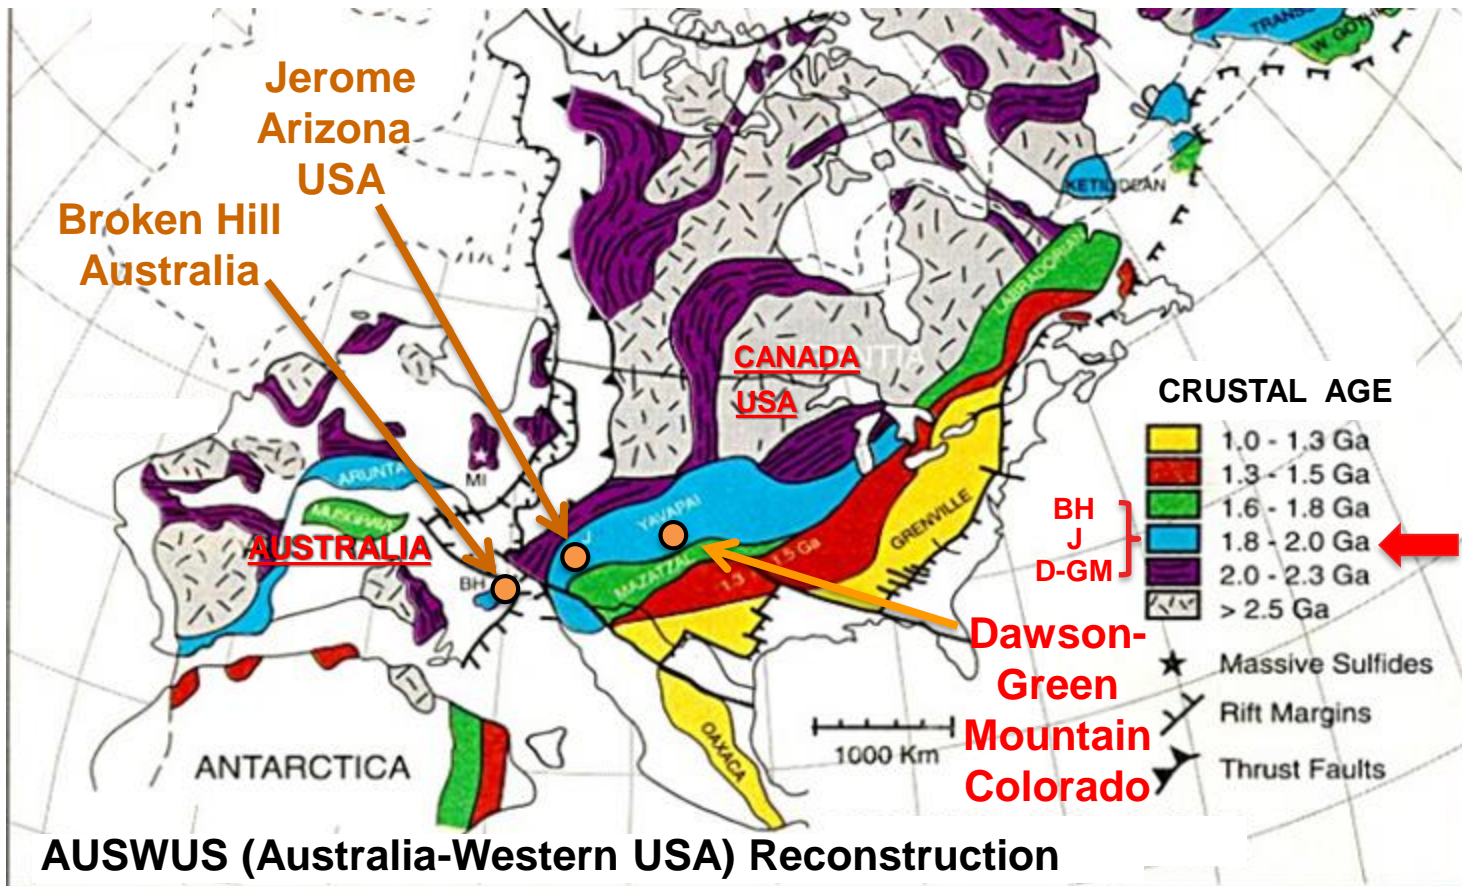 Jerome
Arizona
USA
Broken Hill
Australia
TRANS
W. GOTH
KETILIDEAN
LABRADORIAN
CANADA
USA
CRUSTAL AGE
1.0 - 1.3 Ga
1.3 - 1.5 Ga
1.6 - 1.8 Ga
1.8 - 2.0 Ga
2.0 - 2.3 Ga
> 2.5 Ga
BH
J
D-GM
Massive Sulfides
Rift Margins
Thrust Faults
MI
ARUNTA
MUSGRAVE
AUSTRALIA
BH
J
YAVAPAI
MAZATZAL
1.3 - 1.5 Ga
GRENVILLE
OAXACA
Dawson-
Green
Mountain
Colorado
1000 Km
ANTARCTICA
AUSWUS (Australia-Western USA) Reconstruction